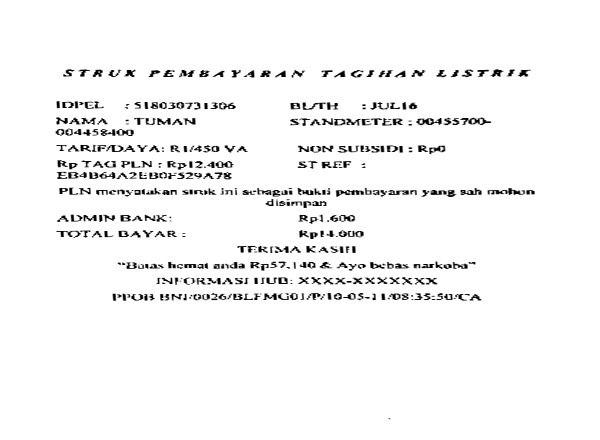 STRUK PEMBAYARAN TAGIHAN LISTRIK
IDPEL : 518030731306 BL/TH : JUL16
NAMA : TUMAN STANDMETER : 00455700-
004458400
TARIF/DAYA: R1/450 VA NON SUBSIDI : Rp0
Rp TAG PLN : Rp12.400 ST REF :
EB4B64A2EB0F529A78
PLN menyatakan struk ini sebagai bukti pembayaran yang sah mohon
disimpan
ADMIN BANK: Rp1.600
TOTAL BAYAR : Rp14.000
TERIMA KASIH
"Batas hemat anda Rp57.140 & Ayo bebas narkoba"
INFORMASI HUB: XXXX-XXXXXXX
PPOB BNI/0026/BLFMG01/P/10-05-11/08:35:50/CA